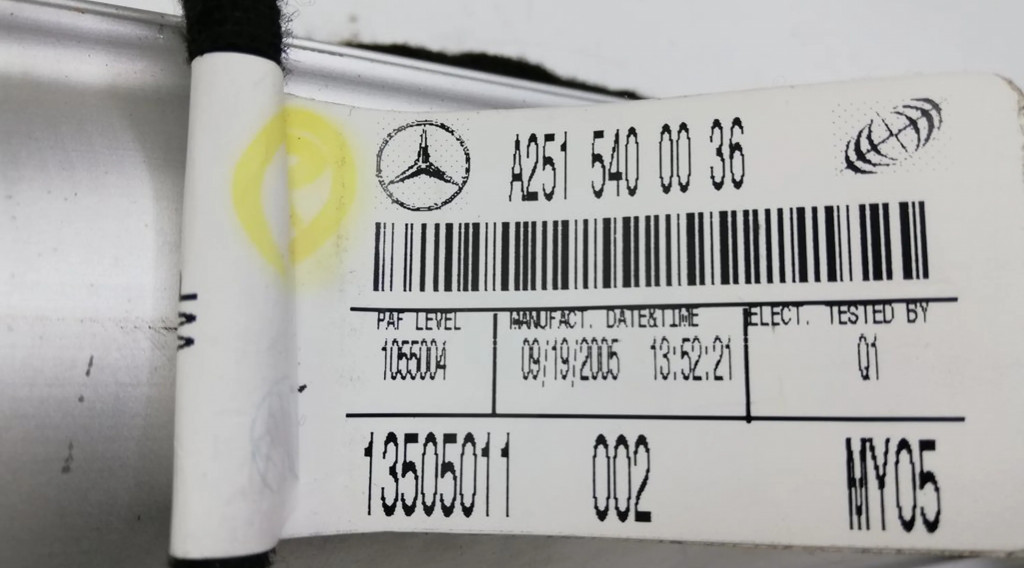 A251 540 00 36
PAF LEVEL MANUFACT. DATE&TIME ELECT. TESTED BY
1055004 09/19/2005 13:52:21 Q1
13505011 002 MY05